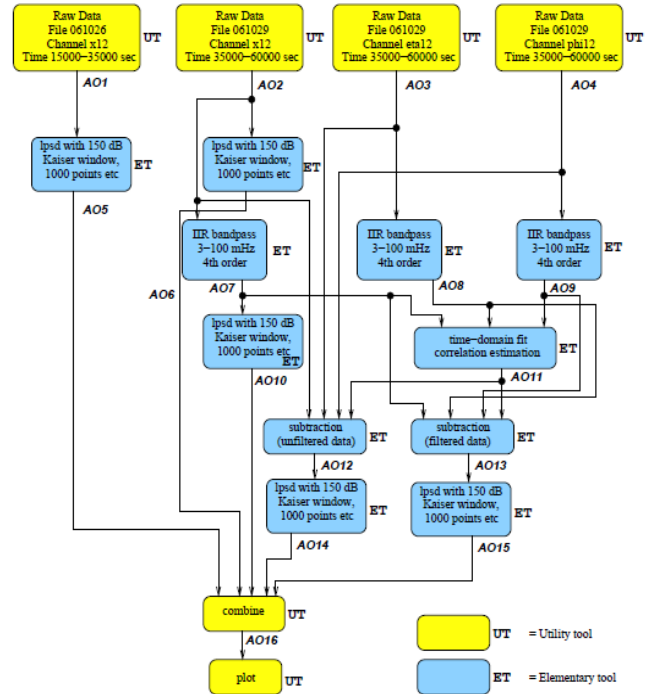 Raw Data
File 061026
Channel x12
Time 15000−35000 sec
UT
Raw Data
File 061029
Channel x12
Time 35000−60000 sec
UT
Raw Data
File 061029
Channel eta12
Time 35000−60000 sec
UT
Raw Data
File 061029
Channel phi12
Time 35000−60000 sec
UT
AO1
AO2
AO3
AO4
lpsd with 150 dB
Kaiser window,
1000 points etc
ET
lpsd with 150 dB
Kaiser window,
1000 points etc
ET
AO5
IIR bandpass
3−100 mHz
4th order
ET
IIR bandpass
3−100 mHz
4th order
ET
IIR bandpass
3−100 mHz
4th order
ET
AO6
AO7
AO8
AO9
lpsd with 150 dB
Kaiser window,
1000 points etc
ET
time−domain fit
correlation estimation
ET
AO10
AO11
subtraction
(unfiltered data)
ET
subtraction
(filtered data)
ET
AO12
AO13
lpsd with 150 dB
Kaiser window,
1000 points etc
ET
lpsd with 150 dB
Kaiser window,
1000 points etc
ET
AO14
AO15
combine
UT
AO16
plot
UT
UT = Utility tool
ET = Elementary tool